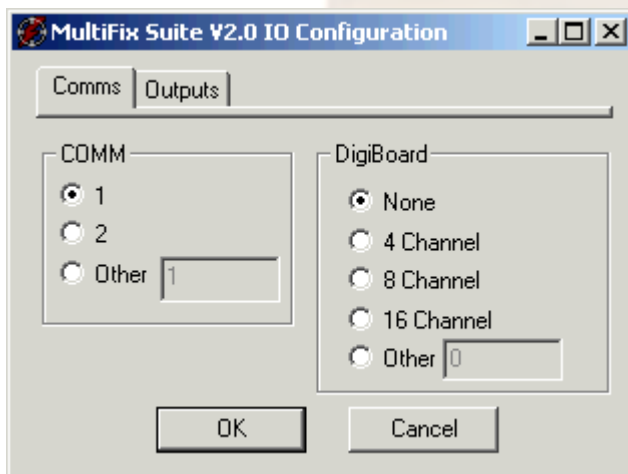 MultiFix Suite V2.0 IO Configuration
Comms
Outputs
COMM
1
2
Other 1
DigiBoard
None
4 Channel
8 Channel
16 Channel
Other 0
OK
Cancel